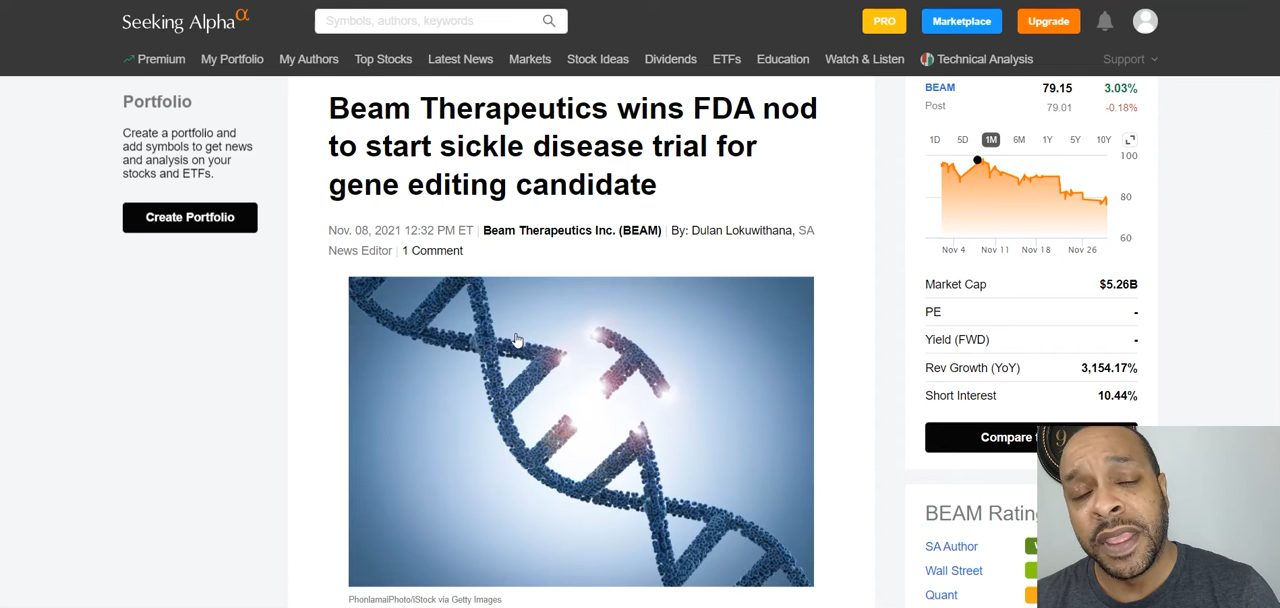 Seeking Alpha α
Symbols, authors, keywords
PRO
Marketplace
Upgrade
Premium My Portfolio My Authors Top Stocks Latest News Markets Stock Ideas Dividends ETFs Education Watch & Listen Technical Analysis Support
Portfolio
Create a portfolio and
add symbols to get news
and analysis on your
stocks and ETFs.
Create Portfolio
Beam Therapeutics wins FDA nod
to start sickle disease trial for
gene editing candidate
Nov. 08, 2021 12:32 PM ET | Beam Therapeutics Inc. (BEAM) | By: Dulan Lokuwithana, SA
News Editor | 1 Comment
PhonlamaiPhoto/iStock via Getty Images
BEAM 79.15 3.03%
Post 79.01 -0.18%
1D 5D 1M 6M 1Y 5Y 10Y
100
80
60
Nov 4 Nov 11 Nov 18 Nov 26
Market Cap $5.26B
PE -
Yield (FWD) -
Rev Growth (YoY) 3,154.17%
Short Interest 10.44%
Compare
BEAM Rating
SA Author
Wall Street
Quant